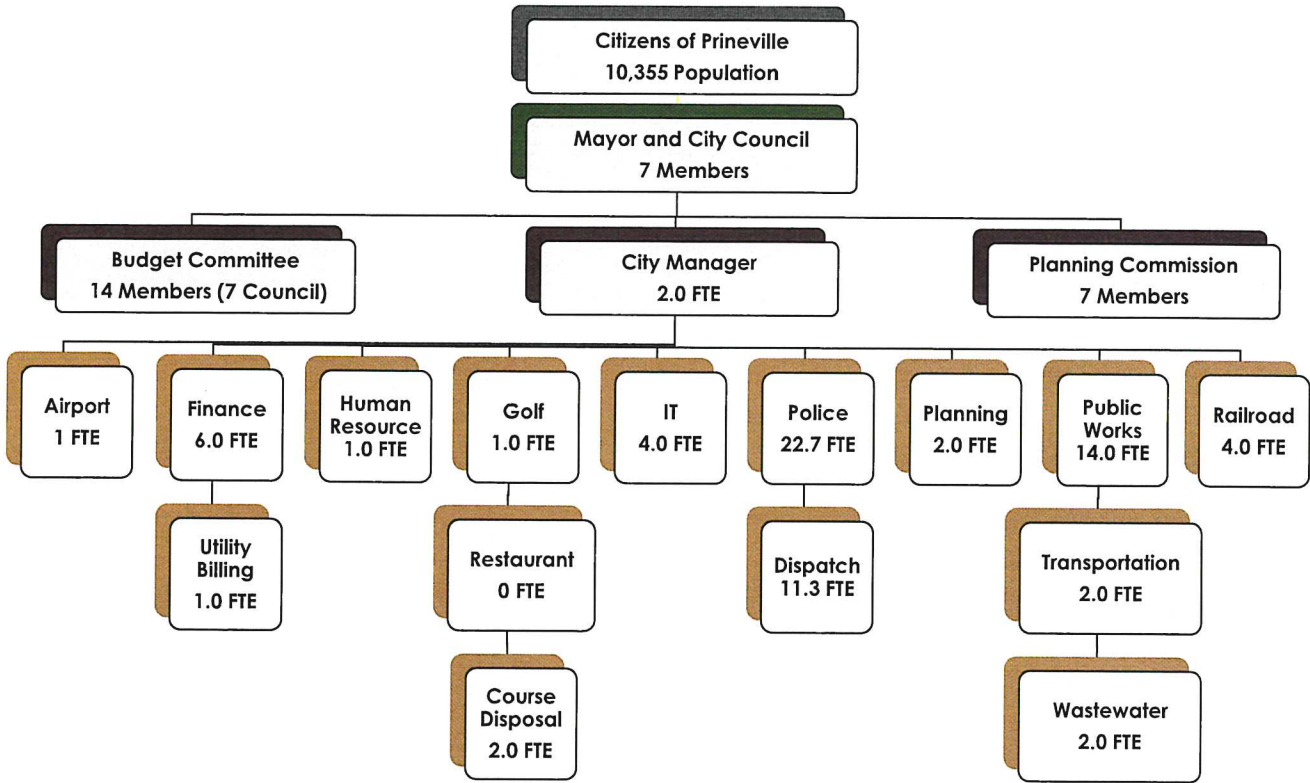 Citizens of Prineville
10,355 Population
Mayor and City Council
7 Members
Budget Committee
14 Members (7 Council)
City Manager
2.0 FTE
Planning Commission
7 Members
Airport
1 FTE
Finance
6.0 FTE
Human
Resource
1.0 FTE
Golf
1.0 FTE
IT
4.0 FTE
Police
22.7 FTE
Planning
2.0 FTE
Public
Works
14.0 FTE
Railroad
4.0 FTE
Utility
Billing
1.0 FTE
Restaurant
0 FTE
Dispatch
11.3 FTE
Transportation
2.0 FTE
Course
Disposal
2.0 FTE
Wastewater
2.0 FTE